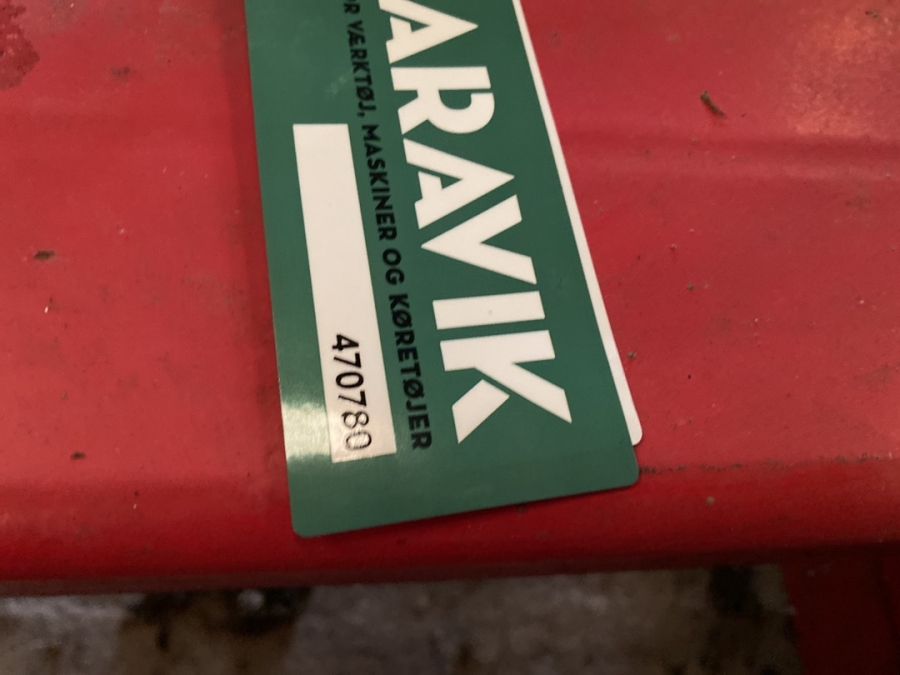 ARAVIK
VÆRKTØJ, MASKINER OG KØRETØJER
470780